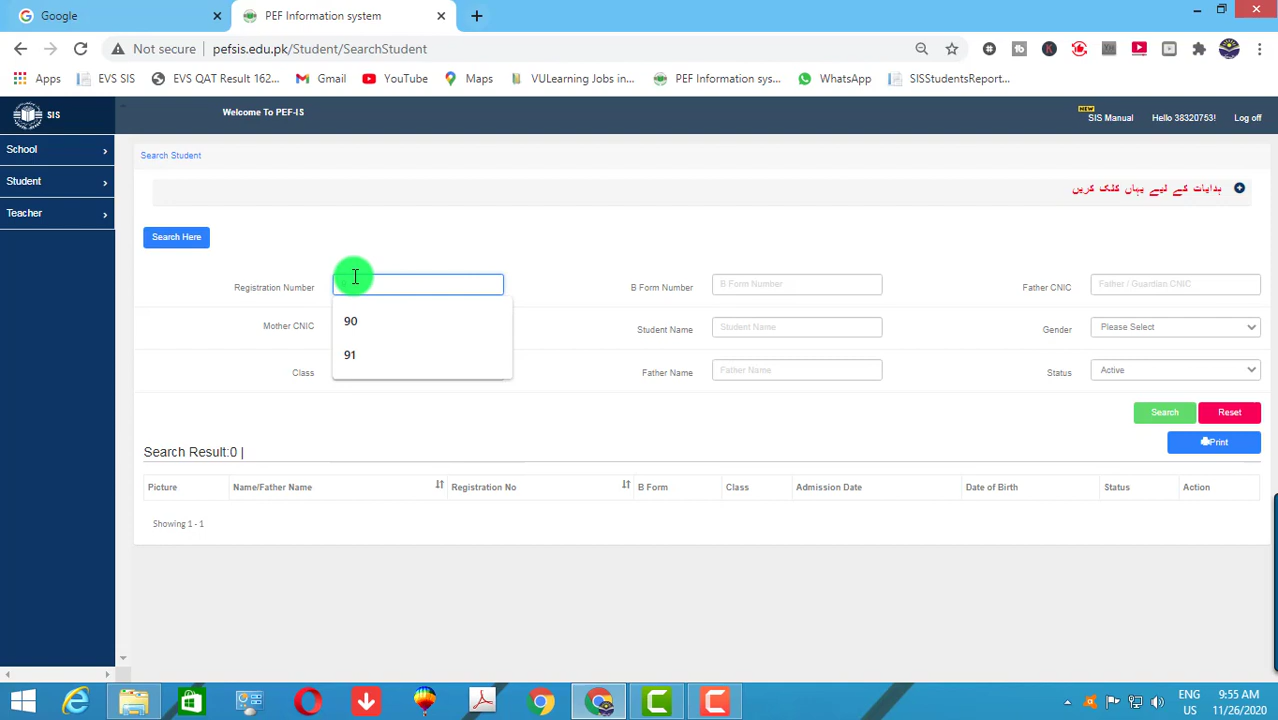 Google
PEF Information system
Not secure
pefsis.edu.pk/Student/SearchStudent
Apps
EVS SIS
EVS QAT Result 162...
Gmail
YouTube
Maps
VULearning Jobs in...
PEF Information sys...
WhatsApp
SISStudentsReport...
SIS
Welcome To PEF-IS
NEW
SIS Manual
Hello 38320753!
Log off
School
Student
Teacher
Search Student
ہدایات کے لیے یہاں کلک کریں
Search Here
Registration Number
B Form Number
B Form Number
Father CNIC
Father / Guardian CNIC
90
91
Mother CNIC
Student Name
Student Name
Gender
Please Select
Class
Father Name
Father Name
Status
Active
Search
Reset
Print
Search Result:0 |
Picture
Name/Father Name
Registration No
B Form
Class
Admission Date
Date of Birth
Status
Action
Showing 1 - 1
ENG
US
9:55 AM
11/26/2020